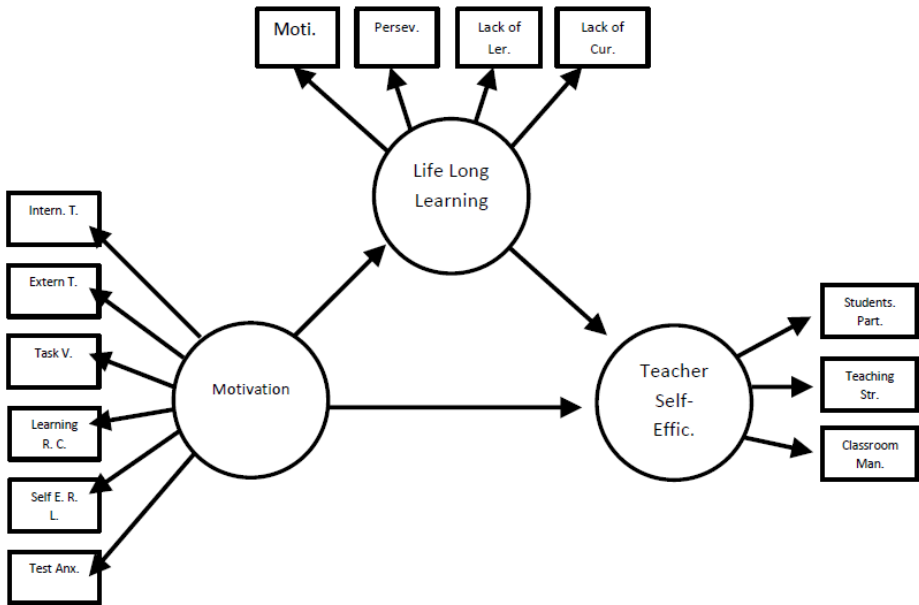 Moti.
Persev.
Lack of
Ler.
Lack of
Cur.
Life Long
Learning
Intern. T.
Extern T.
Task V.
Learning
R. C.
Self E. R.
L.
Test Anx.
Motivation
Teacher
Self-
Effic.
Students.
Part.
Teaching
Str.
Classroom
Man.